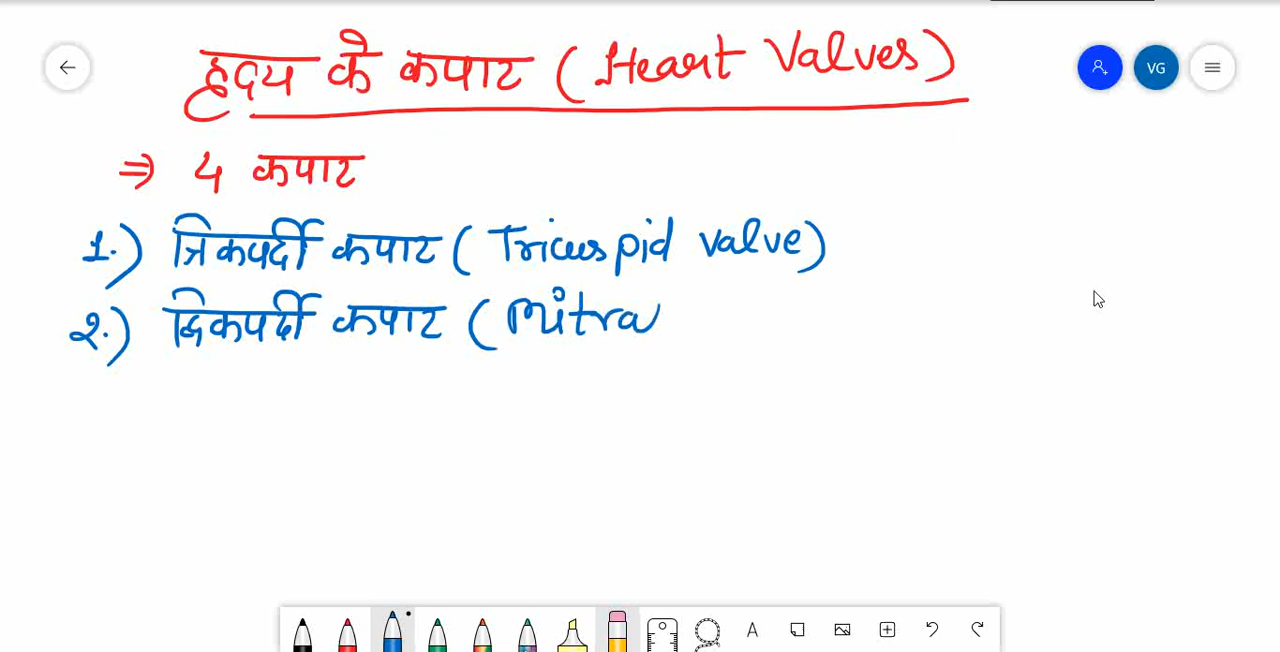 हृदय के कपाट (Heart Valves)
VG
⇒ 4 कपाट
1.) त्रिकपर्दी कपाट (Tricuspid valve)
2.) द्विकपर्दी कपाट (Mitra
A